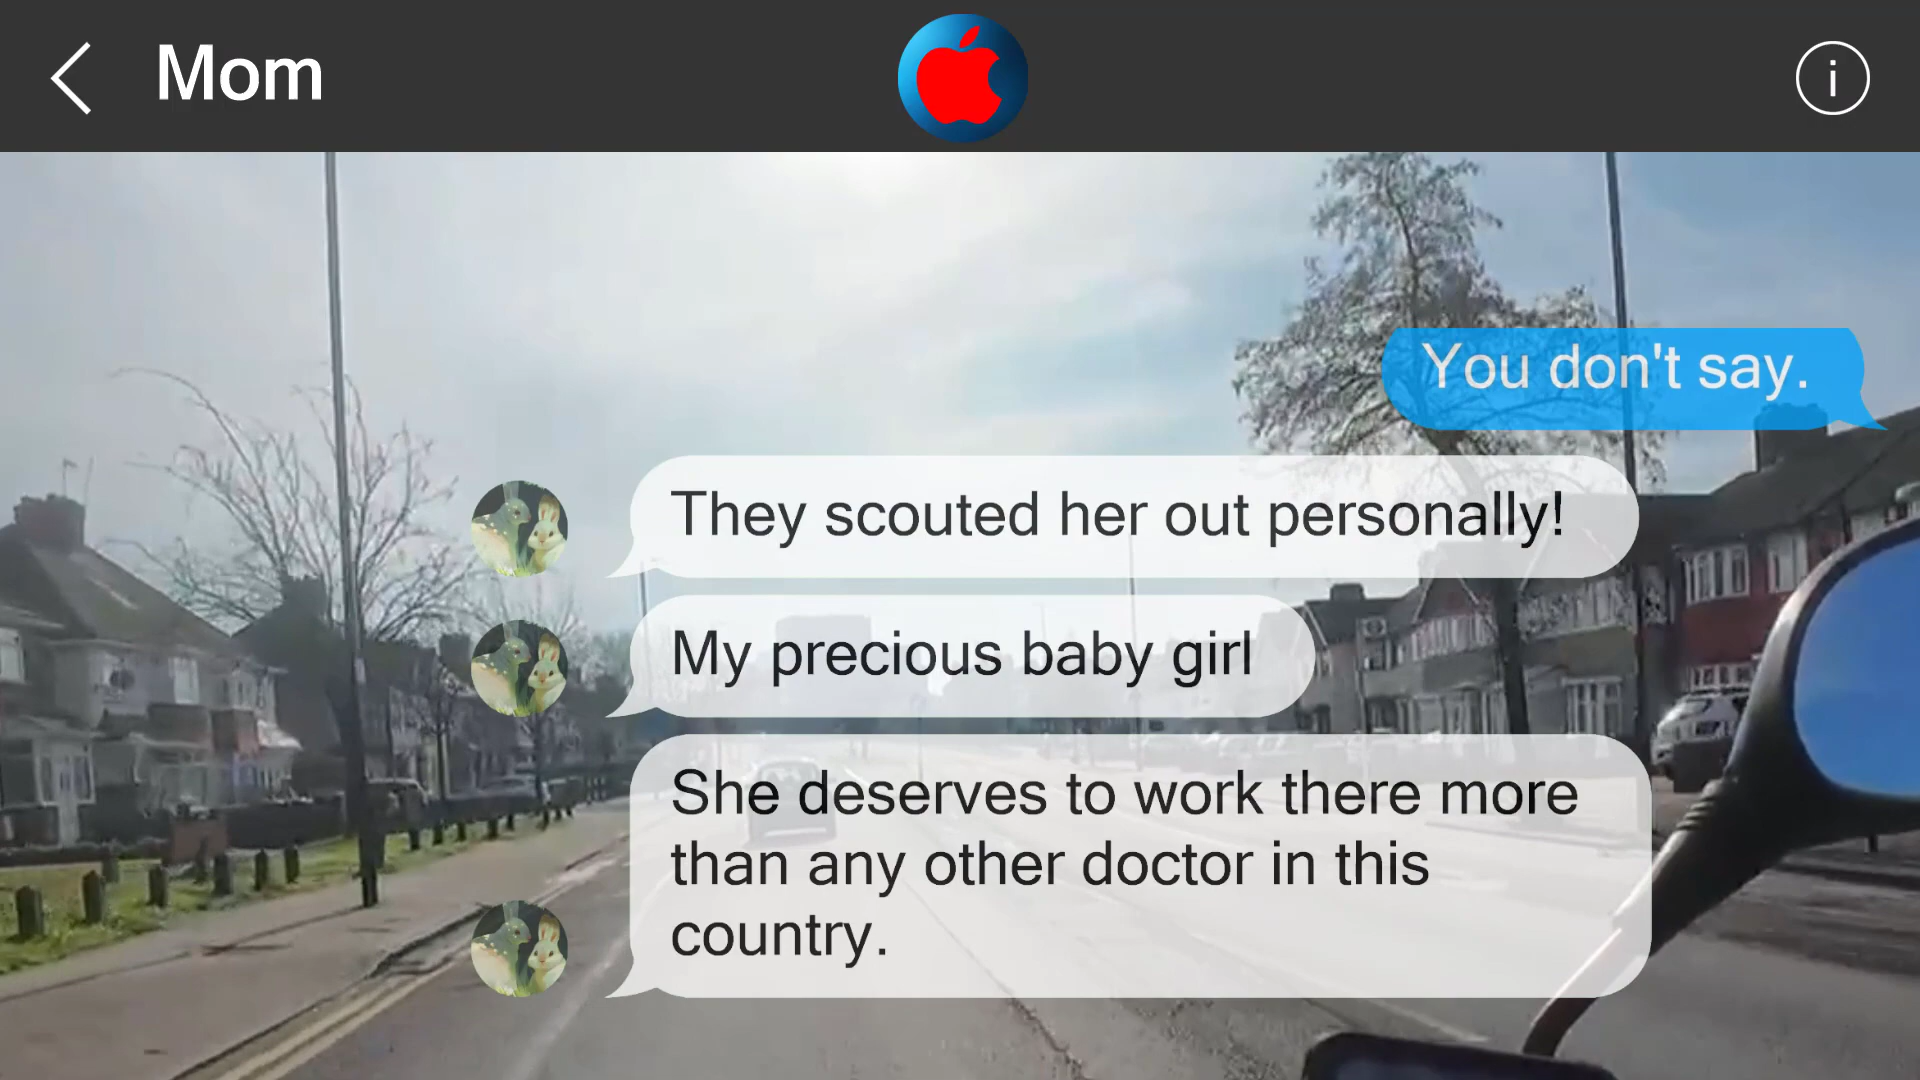 Mom
You don't say.
They scouted her out personally!
My precious baby girl
She deserves to work there more
than any other doctor in this
country.